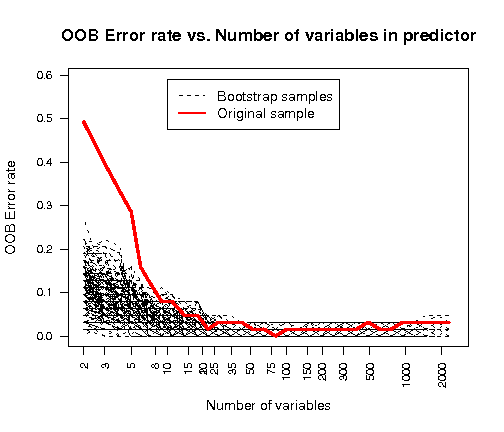 OOB Error rate vs. Number of variables in predictor
0.6
0.5
0.4
0.3
0.2
0.1
0.0
OOB Error rate
Bootstrap samples
Original sample
2 3 5 8 10 15 20 25 35 50 75 100 150 200 300 500 1000 2000
Number of variables